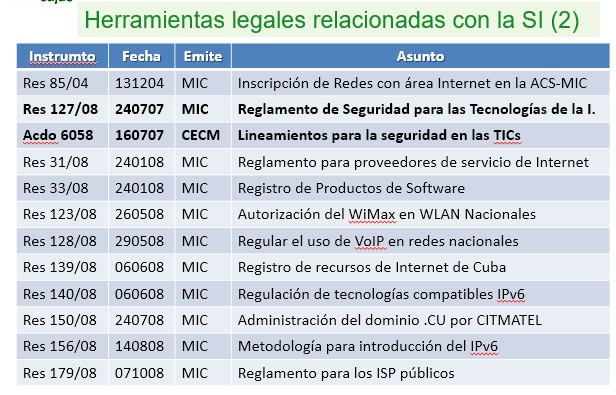 Herramientas legales relacionadas con la SI (2)
Instrumto Fecha Emite Asunto
Res 85/04 131204 MIC Inscripción de Redes con área Internet en la ACS-MIC
Res 127/08 240707 MIC Reglamento de Seguridad para las Tecnologías de la I.
Acdo 6058 160707 CECM Lineamientos para la seguridad en las TICs
Res 31/08 240108 MIC Reglamento para proveedores de servicio de Internet
Res 33/08 240108 MIC Registro de Productos de Software
Res 123/08 260508 MIC Autorización del WiMax en WLAN Nacionales
Res 128/08 290508 MIC Regular el uso de VoIP en redes nacionales
Res 139/08 060608 MIC Registro de recursos de Internet de Cuba
Res 140/08 060608 MIC Regulación de tecnologías compatibles IPv6
Res 150/08 240708 MIC Administración del dominio .CU por CITMATEL
Res 156/08 140808 MIC Metodología para introducción del IPv6
Res 179/08 071008 MIC Reglamento para los ISP públicos